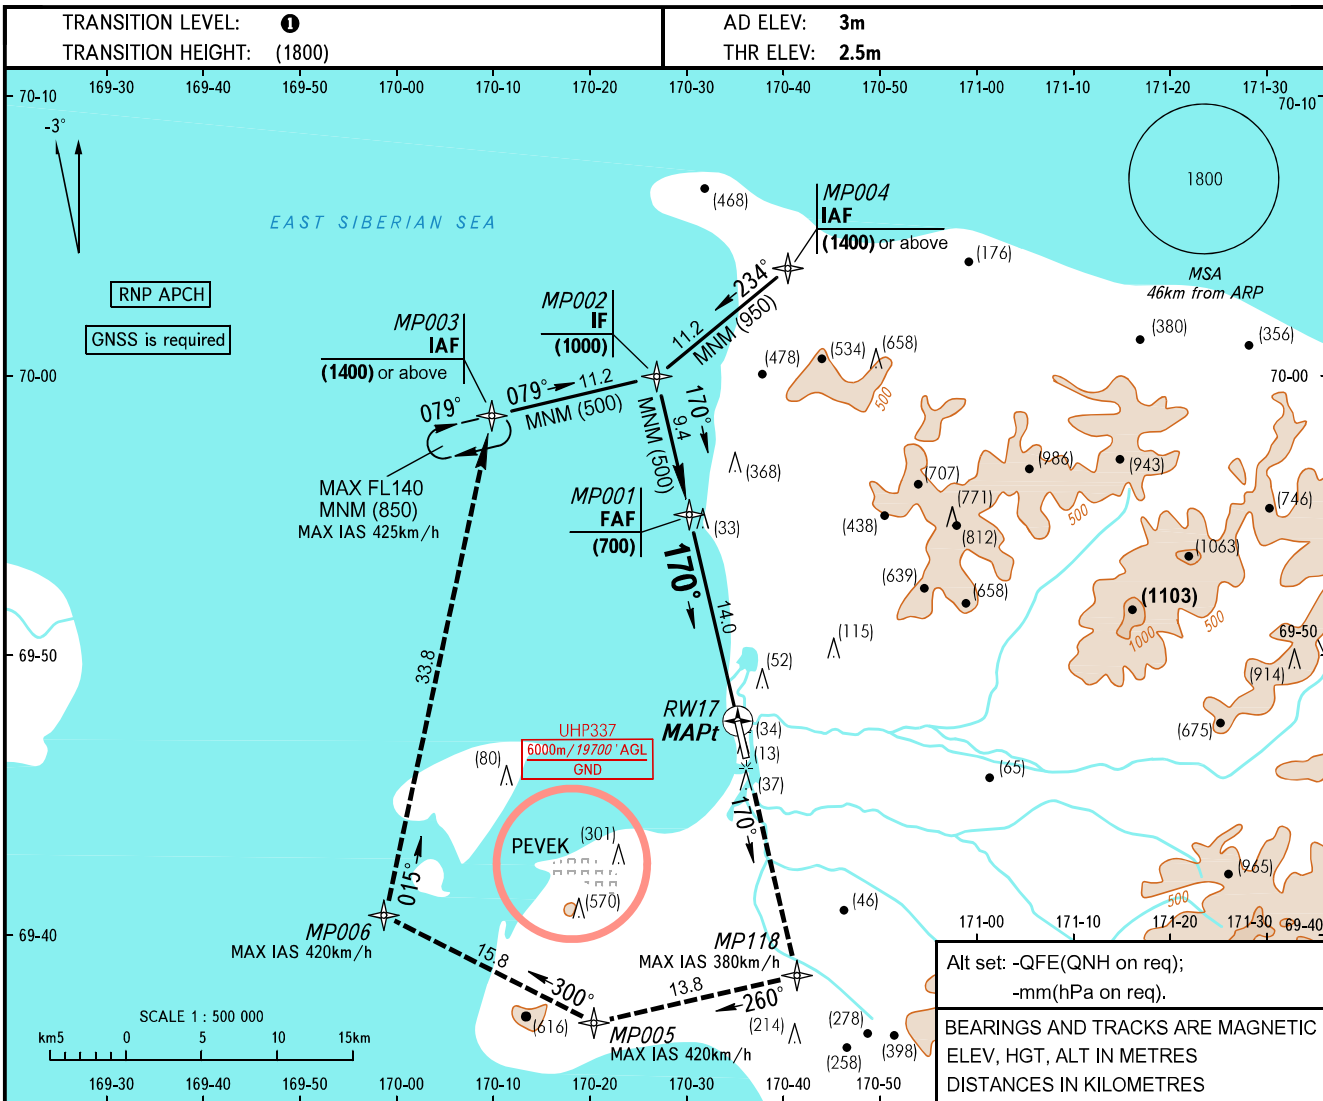 TRANSITION LEVEL: ❶
TRANSITION HEIGHT: (1800)
AD ELEV: 3m
THR ELEV: 2.5m
169-30 169-40 169-50 170-00 170-10 170-20 170-30 170-40 170-50 171-00 171-10 171-20 171-30
70-10 70-10
-3°
1800
MSA
46km from ARP
EAST SIBERIAN SEA
(468)
MP004
IAF
(1400) or above
(176)
RNP APCH
GNSS is required
MP003
IAF
(1400) or above
MP002
IF
(1000)
234°
11.2
MNM (950)
(380)
(356)
(478)
(534)
(658)
500
70-00 70-00
079°
079°
11.2
MNM (500)
170°
9.4
MNM (500)
(368)
MAX FL140
MNM (850)
MAX IAS 425km/h
MP001
FAF
(700)
(33)
(707)
(986)
(943)
(771)
(438)
(812)
500
(746)
(1063)
170°
14.0
(639)
(658)
(1103)
1000
500
(115)
69-50 69-50
(52)
(914)
(675)
33.8
RW17
MAPt
(34)
(13)
(37)
(65)
UHP337
6000m/19700 'AGL
GND
(80)
170°
PEVEK
(301)
(570)
015°
(965)
500
(46)
69-40 69-40
171-00 171-10 171-20 171-30
MP006
MAX IAS 420km/h
15.8
300°
MP118
MAX IAS 380km/h
13.8
260°
(616)
MP005
MAX IAS 420km/h
(214)
(278)
(258)
(398)
SCALE 1 : 500 000
km5 0 5 10 15km
Alt set: -QFE(QNH on req);
-mm(hPa on req).
BEARINGS AND TRACKS ARE MAGNETIC
ELEV, HGT, ALT IN METRES
DISTANCES IN KILOMETRES
169-30 169-40 169-50 170-00 170-10 170-20 170-30 170-40 170-50